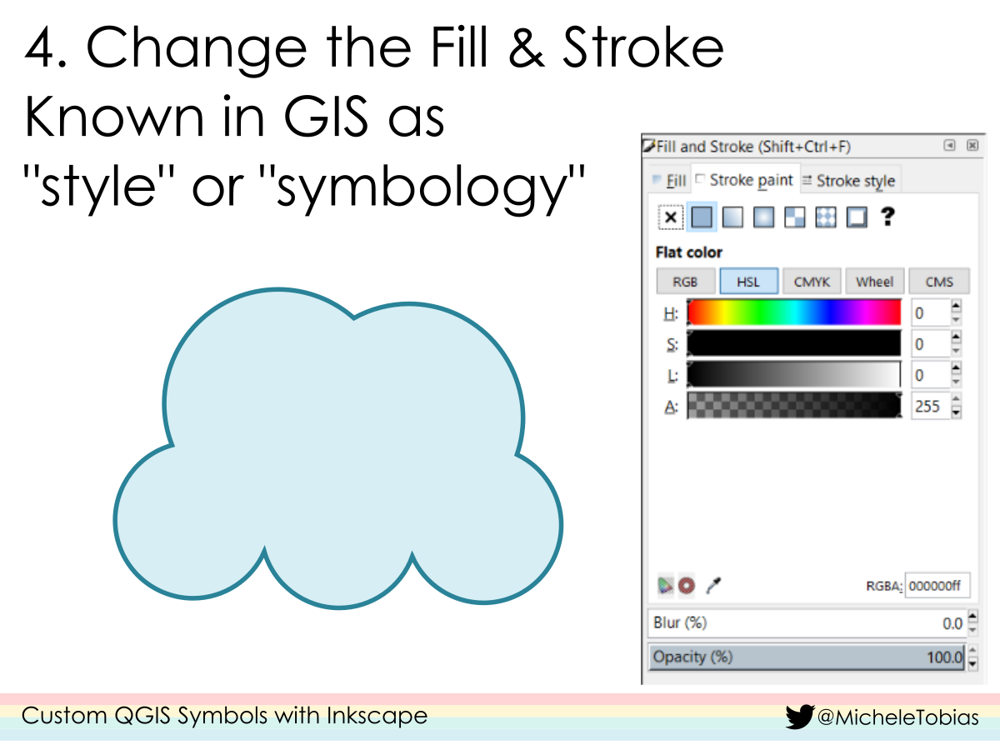 4. Change the Fill & Stroke
Known in GIS as
"style" or "symbology"
Fill and Stroke (Shift+Ctrl+F)
Fill Stroke paint Stroke style
?
Flat color
RGB HSL CMYK Wheel CMS
H: 0
S: 0
L: 0
A: 255
RGBA: 000000ff
Blur (%) 0.0
Opacity (%) 100.0
Custom QGIS Symbols with Inkscape
@MicheleTobias